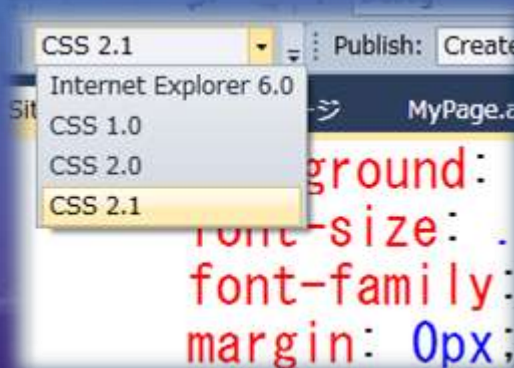 CSS 2.1 Publish: Create
Internet Explorer 6.0
CSS 1.0
CSS 2.0
CSS 2.1
Sit ージ MyPage.a
ground:
font-size: .
font-family:
margin: 0px;